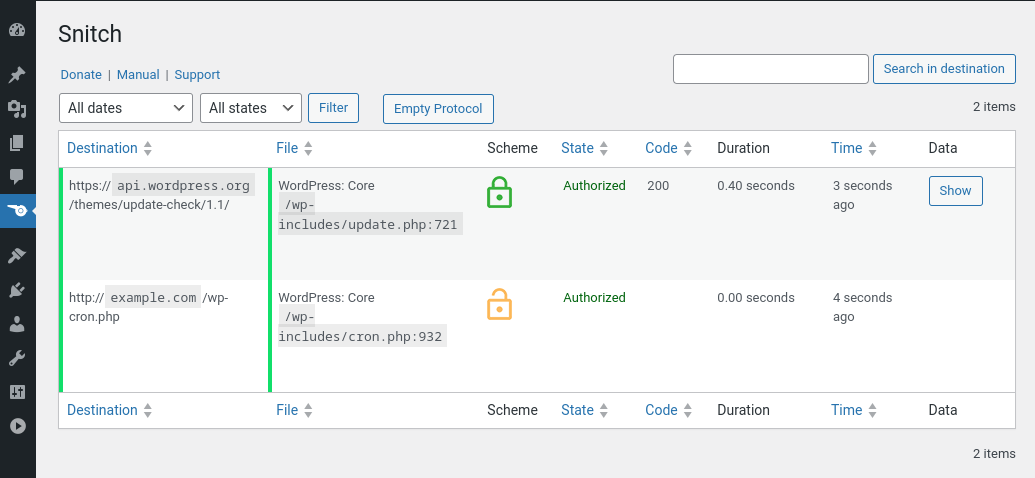 Snitch
Donate | Manual | Support
Search in destination
All dates All states Filter Empty Protocol 2 items
Destination File Scheme State Code Duration Time Data
https:// api.wordpress.org WordPress: Core Authorized 200 0.40 seconds 3 seconds Show
/themes/update-check/1.1/ /wp- ago
includes/update.php:721
http:// example.com /wp- WordPress: Core Authorized 0.00 seconds 4 seconds
cron.php /wp- ago
includes/cron.php:932
Destination File Scheme State Code Duration Time Data
2 items